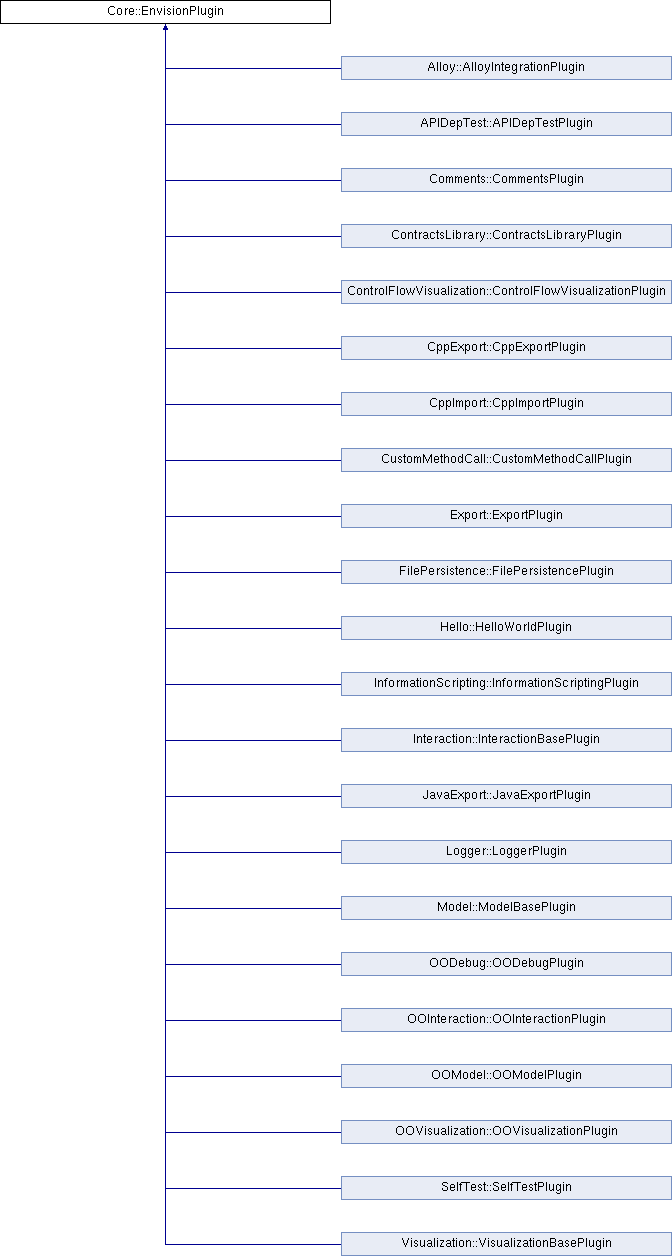 Core::EnvisionPlugin
Alloy::AlloyIntegrationPlugin
APIDepTest::APIDepTestPlugin
Comments::CommentsPlugin
ContractsLibrary::ContractsLibraryPlugin
ControlFlowVisualization::ControlFlowVisualizationPlugin
CppExport::CppExportPlugin
CppImport::CppImportPlugin
CustomMethodCall::CustomMethodCallPlugin
Export::ExportPlugin
FilePersistence::FilePersistencePlugin
Hello::HelloWorldPlugin
InformationScripting::InformationScriptingPlugin
Interaction::InteractionBasePlugin
JavaExport::JavaExportPlugin
Logger::LoggerPlugin
Model::ModelBasePlugin
OODebug::OODebugPlugin
OOInteraction::OOInteractionPlugin
OOModel::OOModelPlugin
OOVisualization::OOVisualizationPlugin
SelfTest::SelfTestPlugin
Visualization::VisualizationBasePlugin